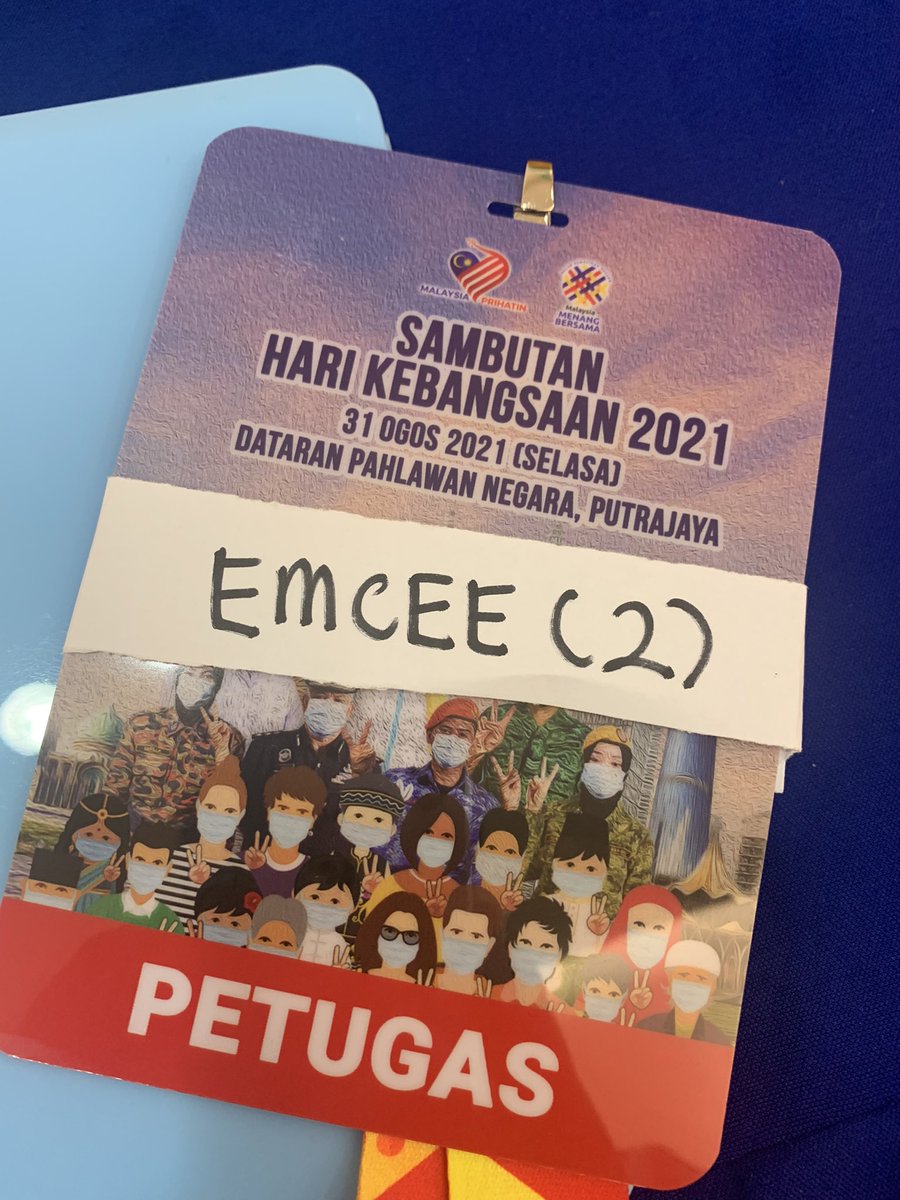 MALAYSIA PRIHATIN
Malaysia
MENANG
BERSAMA
SAMBUTAN
HARI KEBANGSAAN 2021
31 OGOS 2021 (SELASA)
DATARAN PAHLAWAN NEGARA, PUTRAJAYA
EMCEE (2)
PETUGAS